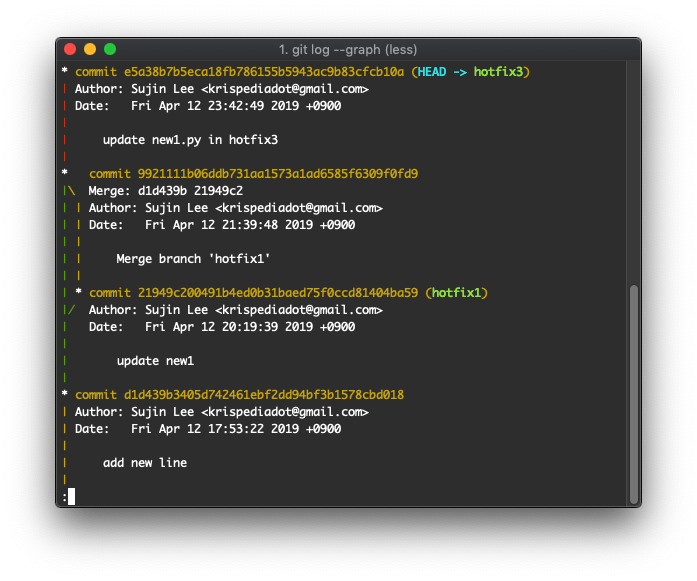 1. git log --graph (less)
* commit e5a38b7b5eca18fb786155b5943ac9b83cfcb10a (HEAD -> hotfix3)
| Author: Sujin Lee <krispediadot@gmail.com>
| Date:   Fri Apr 12 23:42:49 2019 +0900
|
|     update new1.py in hotfix3
|
*   commit 9921111b06ddb731aa1573a1ad6585f6309f0fd9
|\  Merge: d1d439b 21949c2
| | Author: Sujin Lee <krispediadot@gmail.com>
| | Date:   Fri Apr 12 21:39:48 2019 +0900
| |
| |     Merge branch 'hotfix1'
| |
| * commit 21949c200491b4ed0b31baed75f0ccd81404ba59 (hotfix1)
|/  Author: Sujin Lee <krispediadot@gmail.com>
|   Date:   Fri Apr 12 20:19:39 2019 +0900
|
|       update new1
|
* commit d1d439b3405d742461ebf2dd94bf3b1578cbd018
| Author: Sujin Lee <krispediadot@gmail.com>
| Date:   Fri Apr 12 17:53:22 2019 +0900
|
|     add new line
|
: